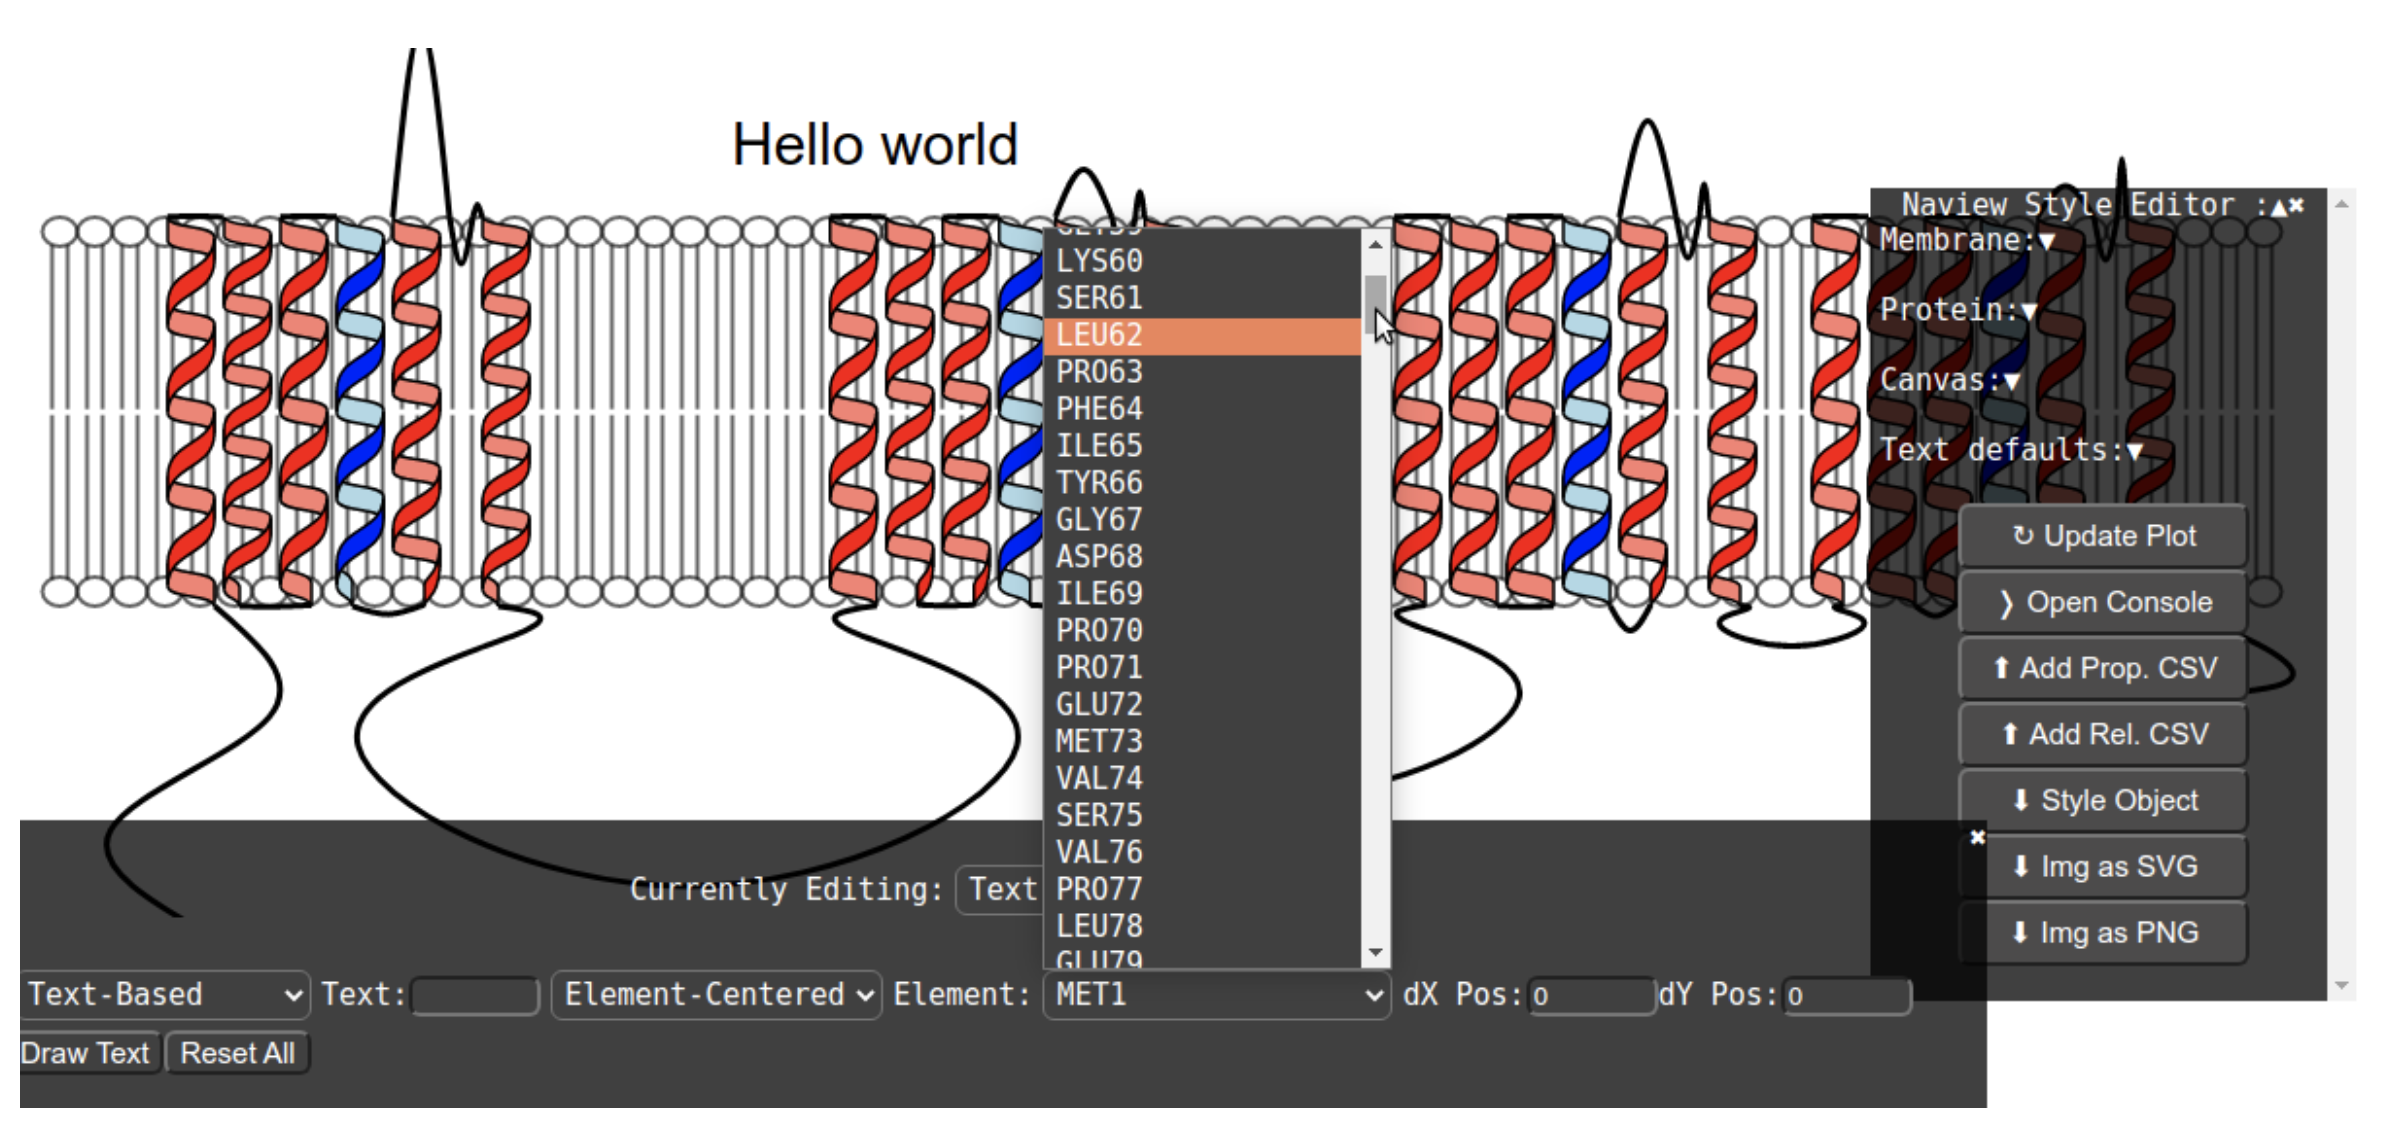 Hello world
Naview Style Editor :▲✖
Membrane:▼
Protein:▼
Canvas:▼
Text defaults:▼
↻ Update Plot
❭ Open Console
⬆ Add Prop. CSV
⬆ Add Rel. CSV
⬇ Style Object
⬇ Img as SVG
⬇ Img as PNG
LYS60
SER61
LEU62
PRO63
PHE64
ILE65
TYR66
GLY67
ASP68
ILE69
PRO70
PRO71
GLU72
MET73
VAL74
SER75
VAL76
PRO77
LEU78
GLU79
✖
Currently Editing: Text
Text-Based Text: Element-Centered Element: MET1 dX Pos: 0 dY Pos: 0
Draw Text Reset All